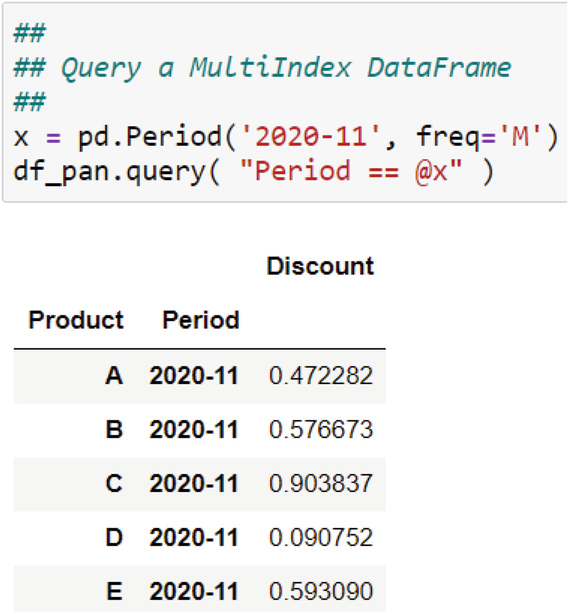 ##
## Query a MultiIndex DataFrame
##
x = pd.Period('2020-11', freq='M')
df_pan.query( "Period == @x" )
Discount
Product Period
A 2020-11 0.472282
B 2020-11 0.576673
C 2020-11 0.903837
D 2020-11 0.090752
E 2020-11 0.593090